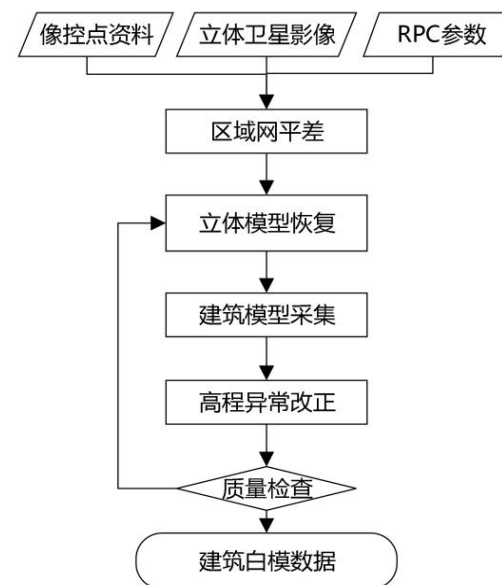 像控点资料
立体卫星影像
RPC参数
区域网平差
立体模型恢复
建筑模型采集
高程异常改正
质量检查
建筑白模数据